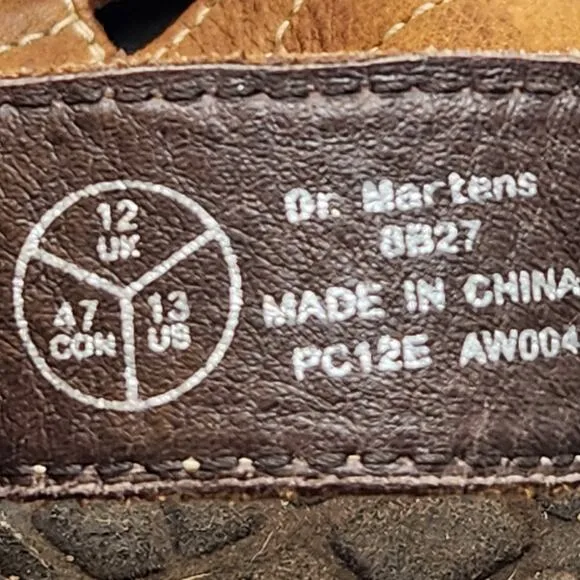 12
UK
47
CON
13
US
Dr. Martens
8B27
MADE IN CHINA
PC12E AW004